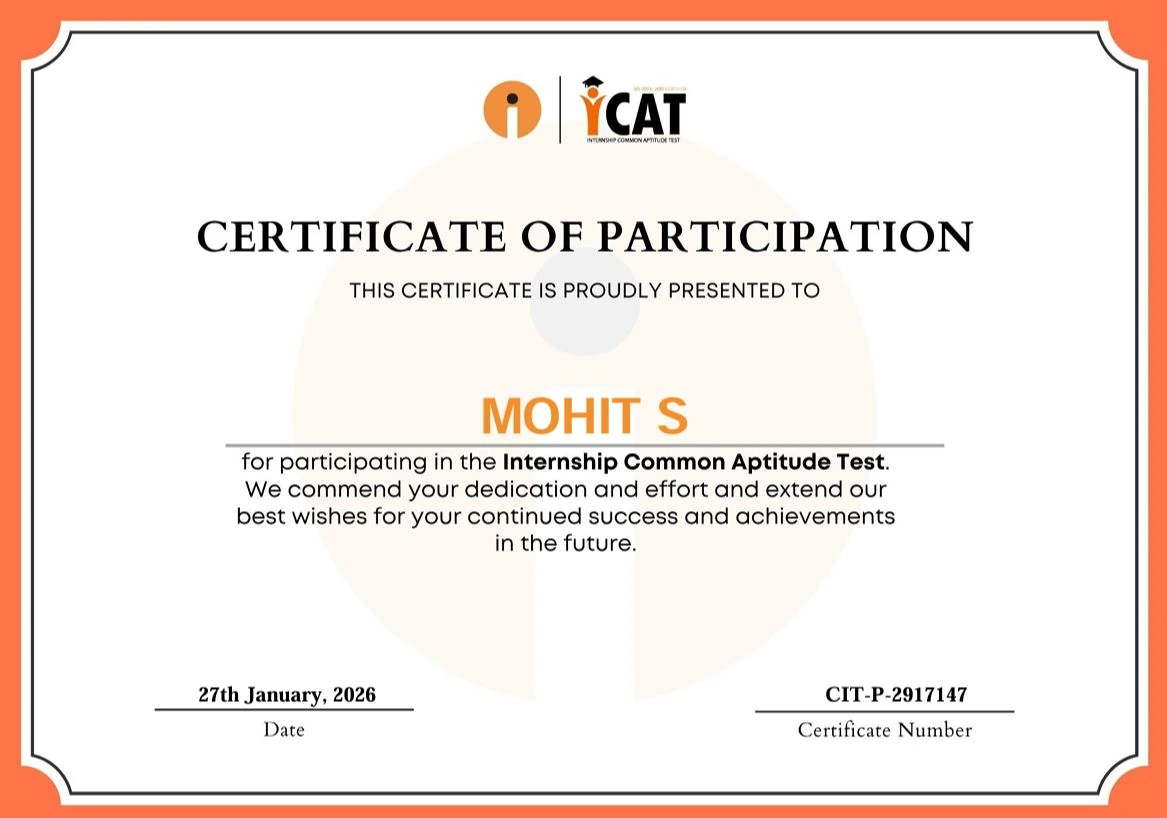 iCAT
INTERNSHIP COMMON APTITUDE TEST
CERTIFICATE OF PARTICIPATION
THIS CERTIFICATE IS PROUDLY PRESENTED TO
MOHIT S
for participating in the Internship Common Aptitude Test.
We commend your dedication and effort and extend our
best wishes for your continued success and achievements
in the future.
27th January, 2026
Date
CIT-P-2917147
Certificate Number